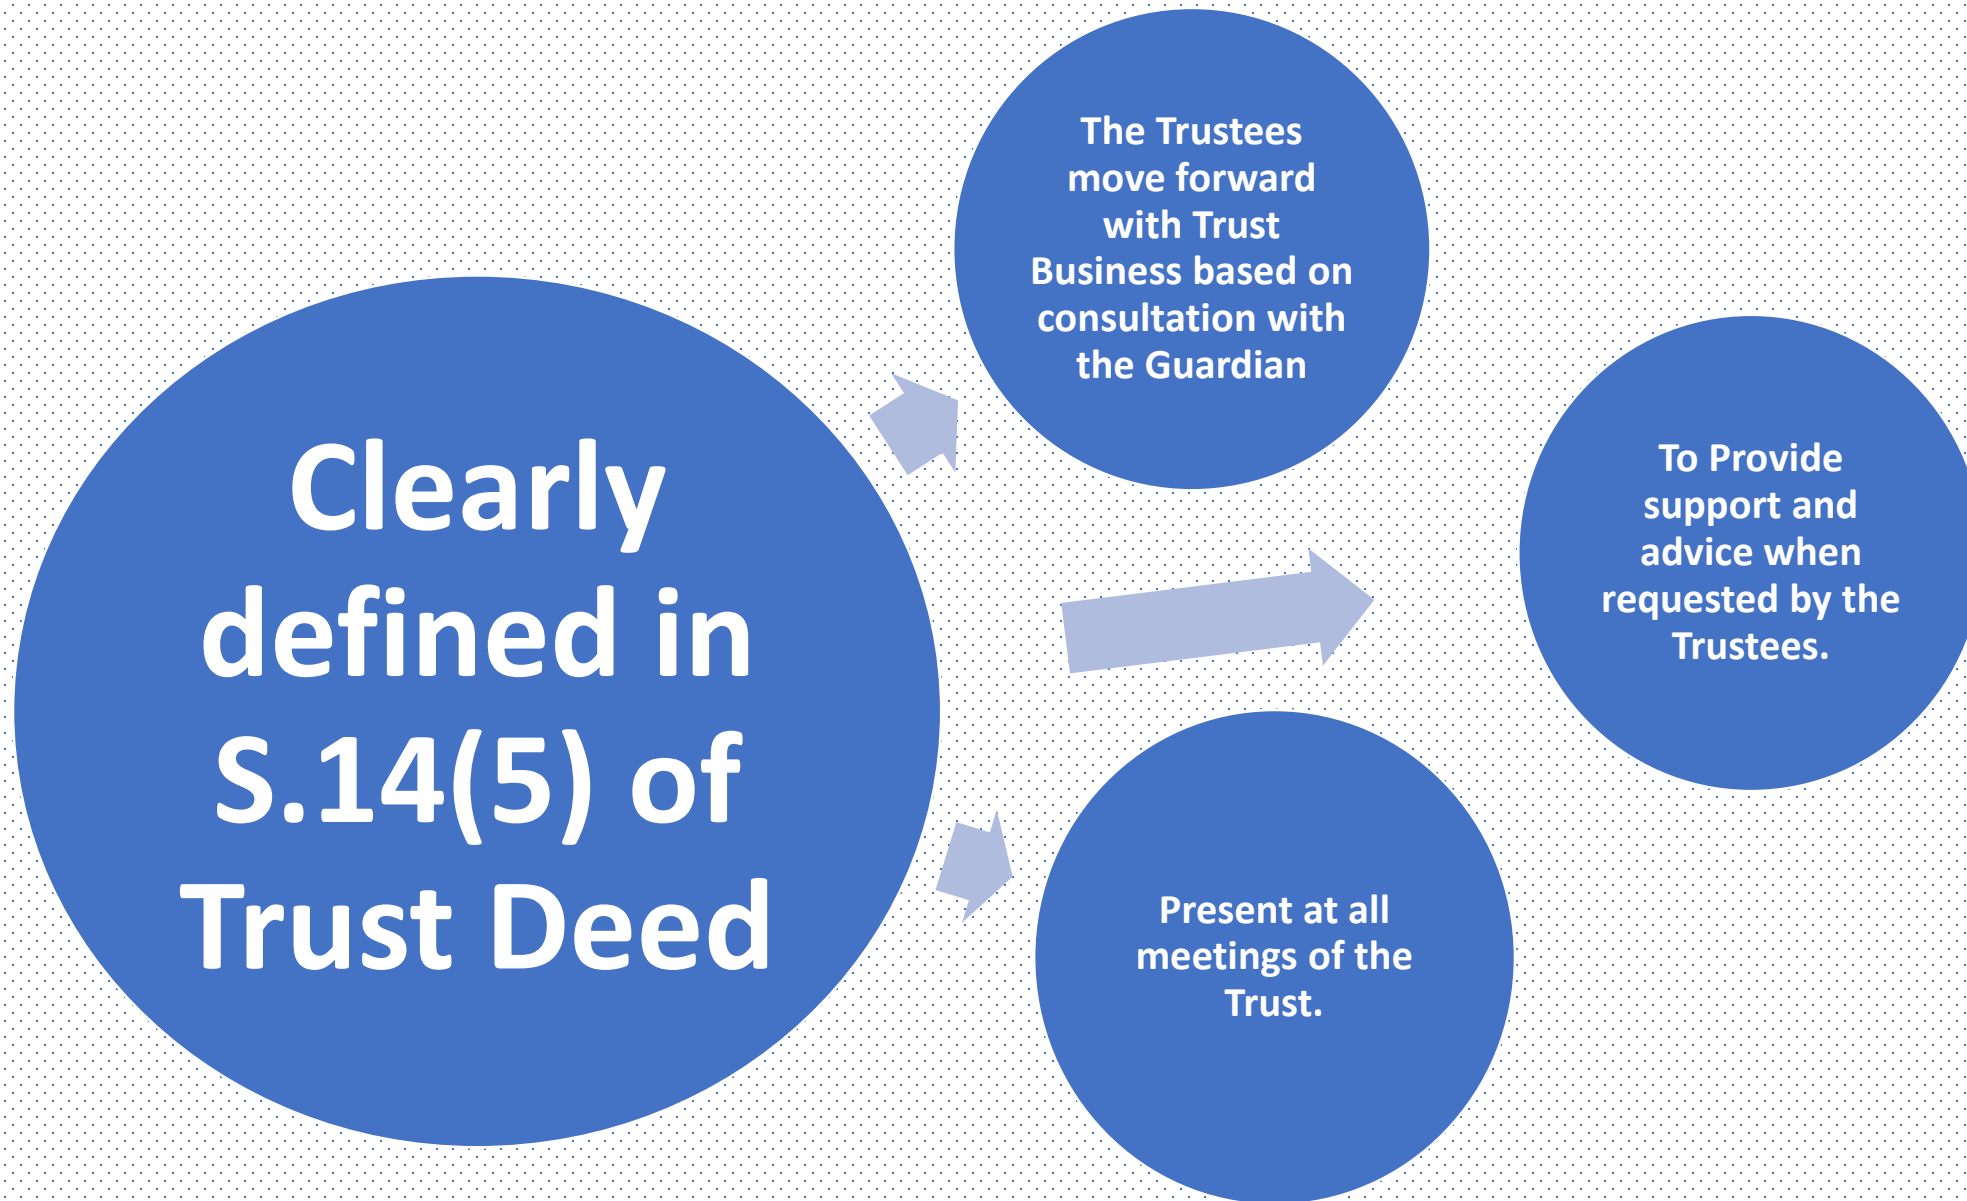 Clearly
defined in
S.14(5) of
Trust Deed
The Trustees
move forward
with Trust
Business based on
consultation with
the Guardian
To Provide
support and
advice when
requested by the
Trustees.
Present at all
meetings of the
Trust.